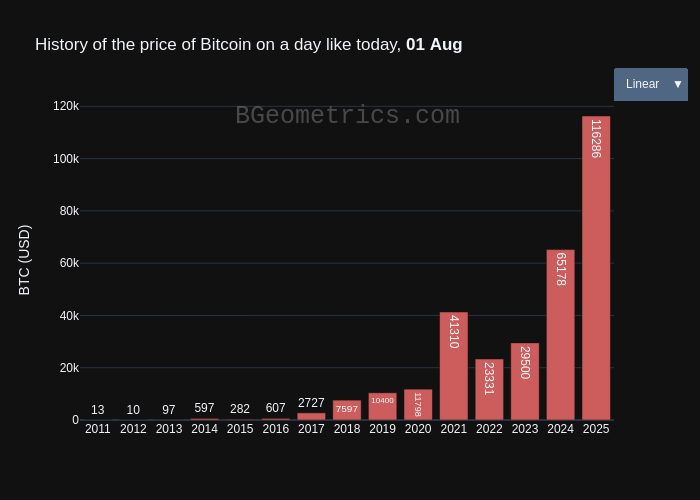 History of the price of Bitcoin on a day like today, 01 Aug
Linear ▼
BGeometrics.com
BTC (USD)
120k
100k
80k
60k
40k
20k
0
13 10 97 597 282 607 2727 7597 10400 11798 41310 23331 29500 65178 116286
2011 2012 2013 2014 2015 2016 2017 2018 2019 2020 2021 2022 2023 2024 2025